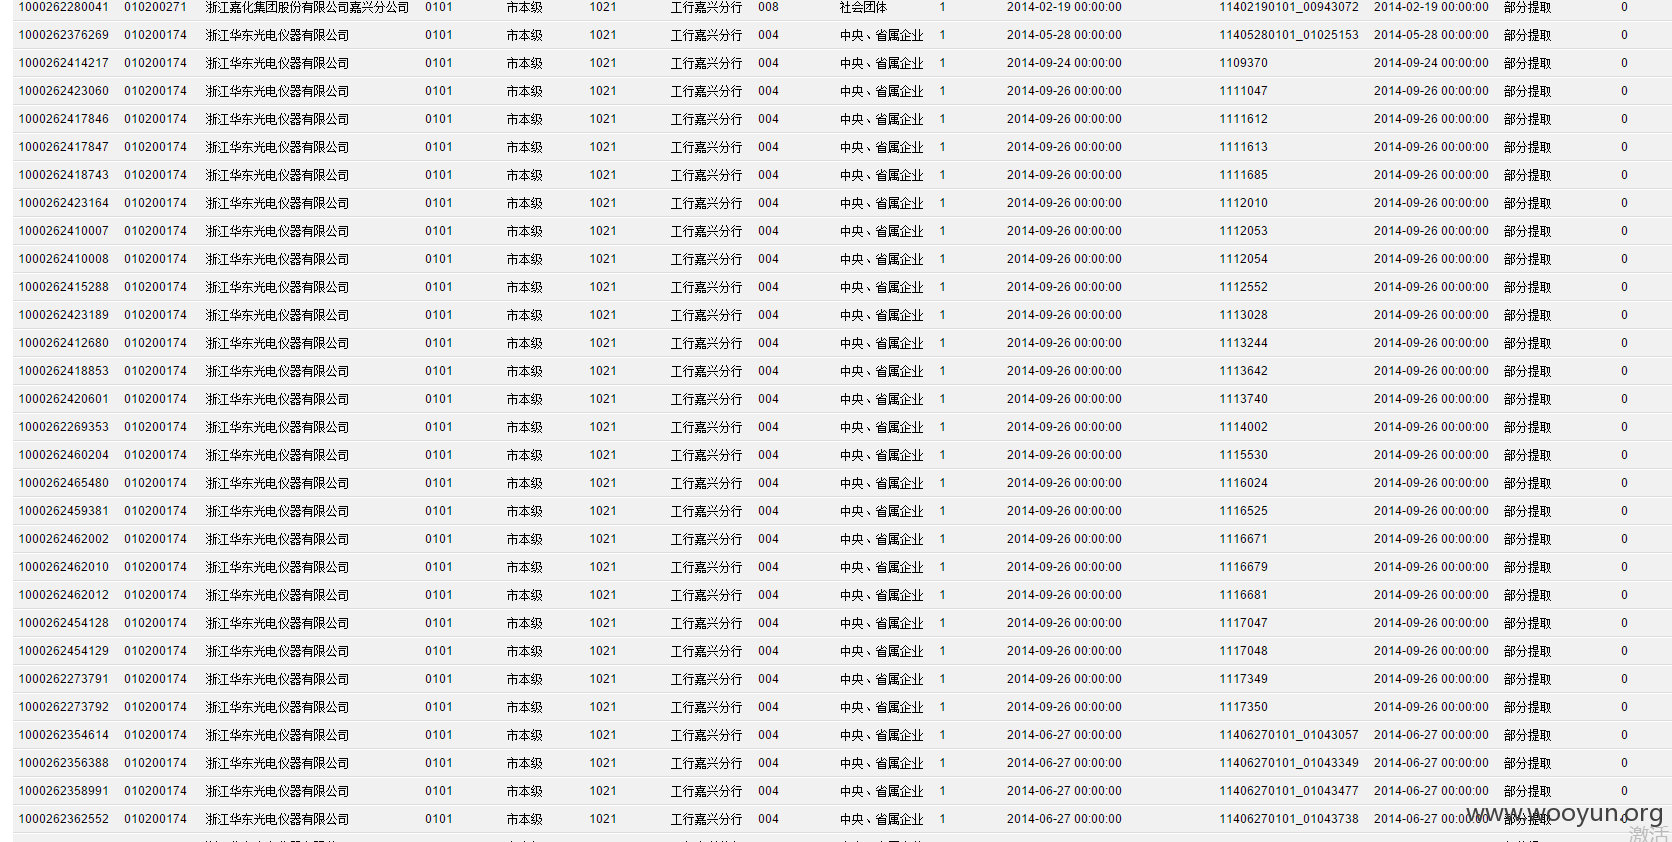 1000262280041 010200271 浙江嘉化集团股份有限公司嘉兴分公司 0101 市本级 1021 工行嘉兴分行 008 社会团体 1 2014-02-19 00:00:00 11402190101_00943072 2014-02-19 00:00:00 部分提取 0
1000262376269 010200174 浙江华东光电仪器有限公司 0101 市本级 1021 工行嘉兴分行 004 中央、省属企业 1 2014-05-28 00:00:00 11405280101_01025153 2014-05-28 00:00:00 部分提取 0
1000262414217 010200174 浙江华东光电仪器有限公司 0101 市本级 1021 工行嘉兴分行 004 中央、省属企业 1 2014-09-24 00:00:00 1109370 2014-09-24 00:00:00 部分提取 0
1000262423060 010200174 浙江华东光电仪器有限公司 0101 市本级 1021 工行嘉兴分行 004 中央、省属企业 1 2014-09-26 00:00:00 1111047 2014-09-26 00:00:00 部分提取 0
1000262417846 010200174 浙江华东光电仪器有限公司 0101 市本级 1021 工行嘉兴分行 004 中央、省属企业 1 2014-09-26 00:00:00 1111612 2014-09-26 00:00:00 部分提取 0
1000262417847 010200174 浙江华东光电仪器有限公司 0101 市本级 1021 工行嘉兴分行 004 中央、省属企业 1 2014-09-26 00:00:00 1111613 2014-09-26 00:00:00 部分提取 0
1000262418743 010200174 浙江华东光电仪器有限公司 0101 市本级 1021 工行嘉兴分行 004 中央、省属企业 1 2014-09-26 00:00:00 1111685 2014-09-26 00:00:00 部分提取 0
1000262423164 010200174 浙江华东光电仪器有限公司 0101 市本级 1021 工行嘉兴分行 004 中央、省属企业 1 2014-09-26 00:00:00 1112010 2014-09-26 00:00:00 部分提取 0
1000262410007 010200174 浙江华东光电仪器有限公司 0101 市本级 1021 工行嘉兴分行 004 中央、省属企业 1 2014-09-26 00:00:00 1112053 2014-09-26 00:00:00 部分提取 0
1000262410008 010200174 浙江华东光电仪器有限公司 0101 市本级 1021 工行嘉兴分行 004 中央、省属企业 1 2014-09-26 00:00:00 1112054 2014-09-26 00:00:00 部分提取 0
1000262415288 010200174 浙江华东光电仪器有限公司 0101 市本级 1021 工行嘉兴分行 004 中央、省属企业 1 2014-09-26 00:00:00 1112552 2014-09-26 00:00:00 部分提取 0
1000262423189 010200174 浙江华东光电仪器有限公司 0101 市本级 1021 工行嘉兴分行 004 中央、省属企业 1 2014-09-26 00:00:00 1113028 2014-09-26 00:00:00 部分提取 0
1000262412680 010200174 浙江华东光电仪器有限公司 0101 市本级 1021 工行嘉兴分行 004 中央、省属企业 1 2014-09-26 00:00:00 1113244 2014-09-26 00:00:00 部分提取 0
1000262418853 010200174 浙江华东光电仪器有限公司 0101 市本级 1021 工行嘉兴分行 004 中央、省属企业 1 2014-09-26 00:00:00 1113642 2014-09-26 00:00:00 部分提取 0
1000262420601 010200174 浙江华东光电仪器有限公司 0101 市本级 1021 工行嘉兴分行 004 中央、省属企业 1 2014-09-26 00:00:00 1113740 2014-09-26 00:00:00 部分提取 0
1000262269353 010200174 浙江华东光电仪器有限公司 0101 市本级 1021 工行嘉兴分行 004 中央、省属企业 1 2014-09-26 00:00:00 1114002 2014-09-26 00:00:00 部分提取 0
1000262460204 010200174 浙江华东光电仪器有限公司 0101 市本级 1021 工行嘉兴分行 004 中央、省属企业 1 2014-09-26 00:00:00 1115530 2014-09-26 00:00:00 部分提取 0
1000262465480 010200174 浙江华东光电仪器有限公司 0101 市本级 1021 工行嘉兴分行 004 中央、省属企业 1 2014-09-26 00:00:00 1116024 2014-09-26 00:00:00 部分提取 0
1000262459381 010200174 浙江华东光电仪器有限公司 0101 市本级 1021 工行嘉兴分行 004 中央、省属企业 1 2014-09-26 00:00:00 1116525 2014-09-26 00:00:00 部分提取 0
1000262462002 010200174 浙江华东光电仪器有限公司 0101 市本级 1021 工行嘉兴分行 004 中央、省属企业 1 2014-09-26 00:00:00 1116671 2014-09-26 00:00:00 部分提取 0
1000262462010 010200174 浙江华东光电仪器有限公司 0101 市本级 1021 工行嘉兴分行 004 中央、省属企业 1 2014-09-26 00:00:00 1116679 2014-09-26 00:00:00 部分提取 0
1000262462012 010200174 浙江华东光电仪器有限公司 0101 市本级 1021 工行嘉兴分行 004 中央、省属企业 1 2014-09-26 00:00:00 1116681 2014-09-26 00:00:00 部分提取 0
1000262454128 010200174 浙江华东光电仪器有限公司 0101 市本级 1021 工行嘉兴分行 004 中央、省属企业 1 2014-09-26 00:00:00 1117047 2014-09-26 00:00:00 部分提取 0
1000262454129 010200174 浙江华东光电仪器有限公司 0101 市本级 1021 工行嘉兴分行 004 中央、省属企业 1 2014-09-26 00:00:00 1117048 2014-09-26 00:00:00 部分提取 0
1000262273791 010200174 浙江华东光电仪器有限公司 0101 市本级 1021 工行嘉兴分行 004 中央、省属企业 1 2014-09-26 00:00:00 1117349 2014-09-26 00:00:00 部分提取 0
1000262273792 010200174 浙江华东光电仪器有限公司 0101 市本级 1021 工行嘉兴分行 004 中央、省属企业 1 2014-09-26 00:00:00 1117350 2014-09-26 00:00:00 部分提取 0
1000262354614 010200174 浙江华东光电仪器有限公司 0101 市本级 1021 工行嘉兴分行 004 中央、省属企业 1 2014-06-27 00:00:00 11406270101_01043057 2014-06-27 00:00:00 部分提取 0
1000262356388 010200174 浙江华东光电仪器有限公司 0101 市本级 1021 工行嘉兴分行 004 中央、省属企业 1 2014-06-27 00:00:00 11406270101_01043349 2014-06-27 00:00:00 部分提取 0
1000262358991 010200174 浙江华东光电仪器有限公司 0101 市本级 1021 工行嘉兴分行 004 中央、省属企业 1 2014-06-27 00:00:00 11406270101_01043477 2014-06-27 00:00:00 部分提取 0
1000262362552 010200174 浙江华东光电仪器有限公司 0101 市本级 1021 工行嘉兴分行 004 中央、省属企业 1 2014-06-27 00:00:00 11406270101_01043738 2014-06-27 00:00:00 部分提取 0
www.wooyun.org
激活